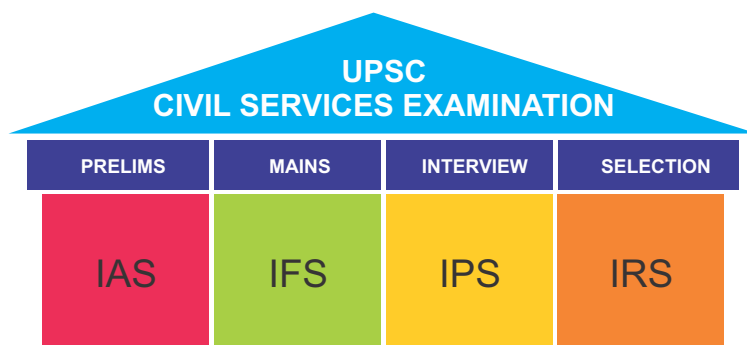 UPSC
CIVIL SERVICES EXAMINATION
PRELIMS MAINS INTERVIEW SELECTION
IAS IFS IPS IRS